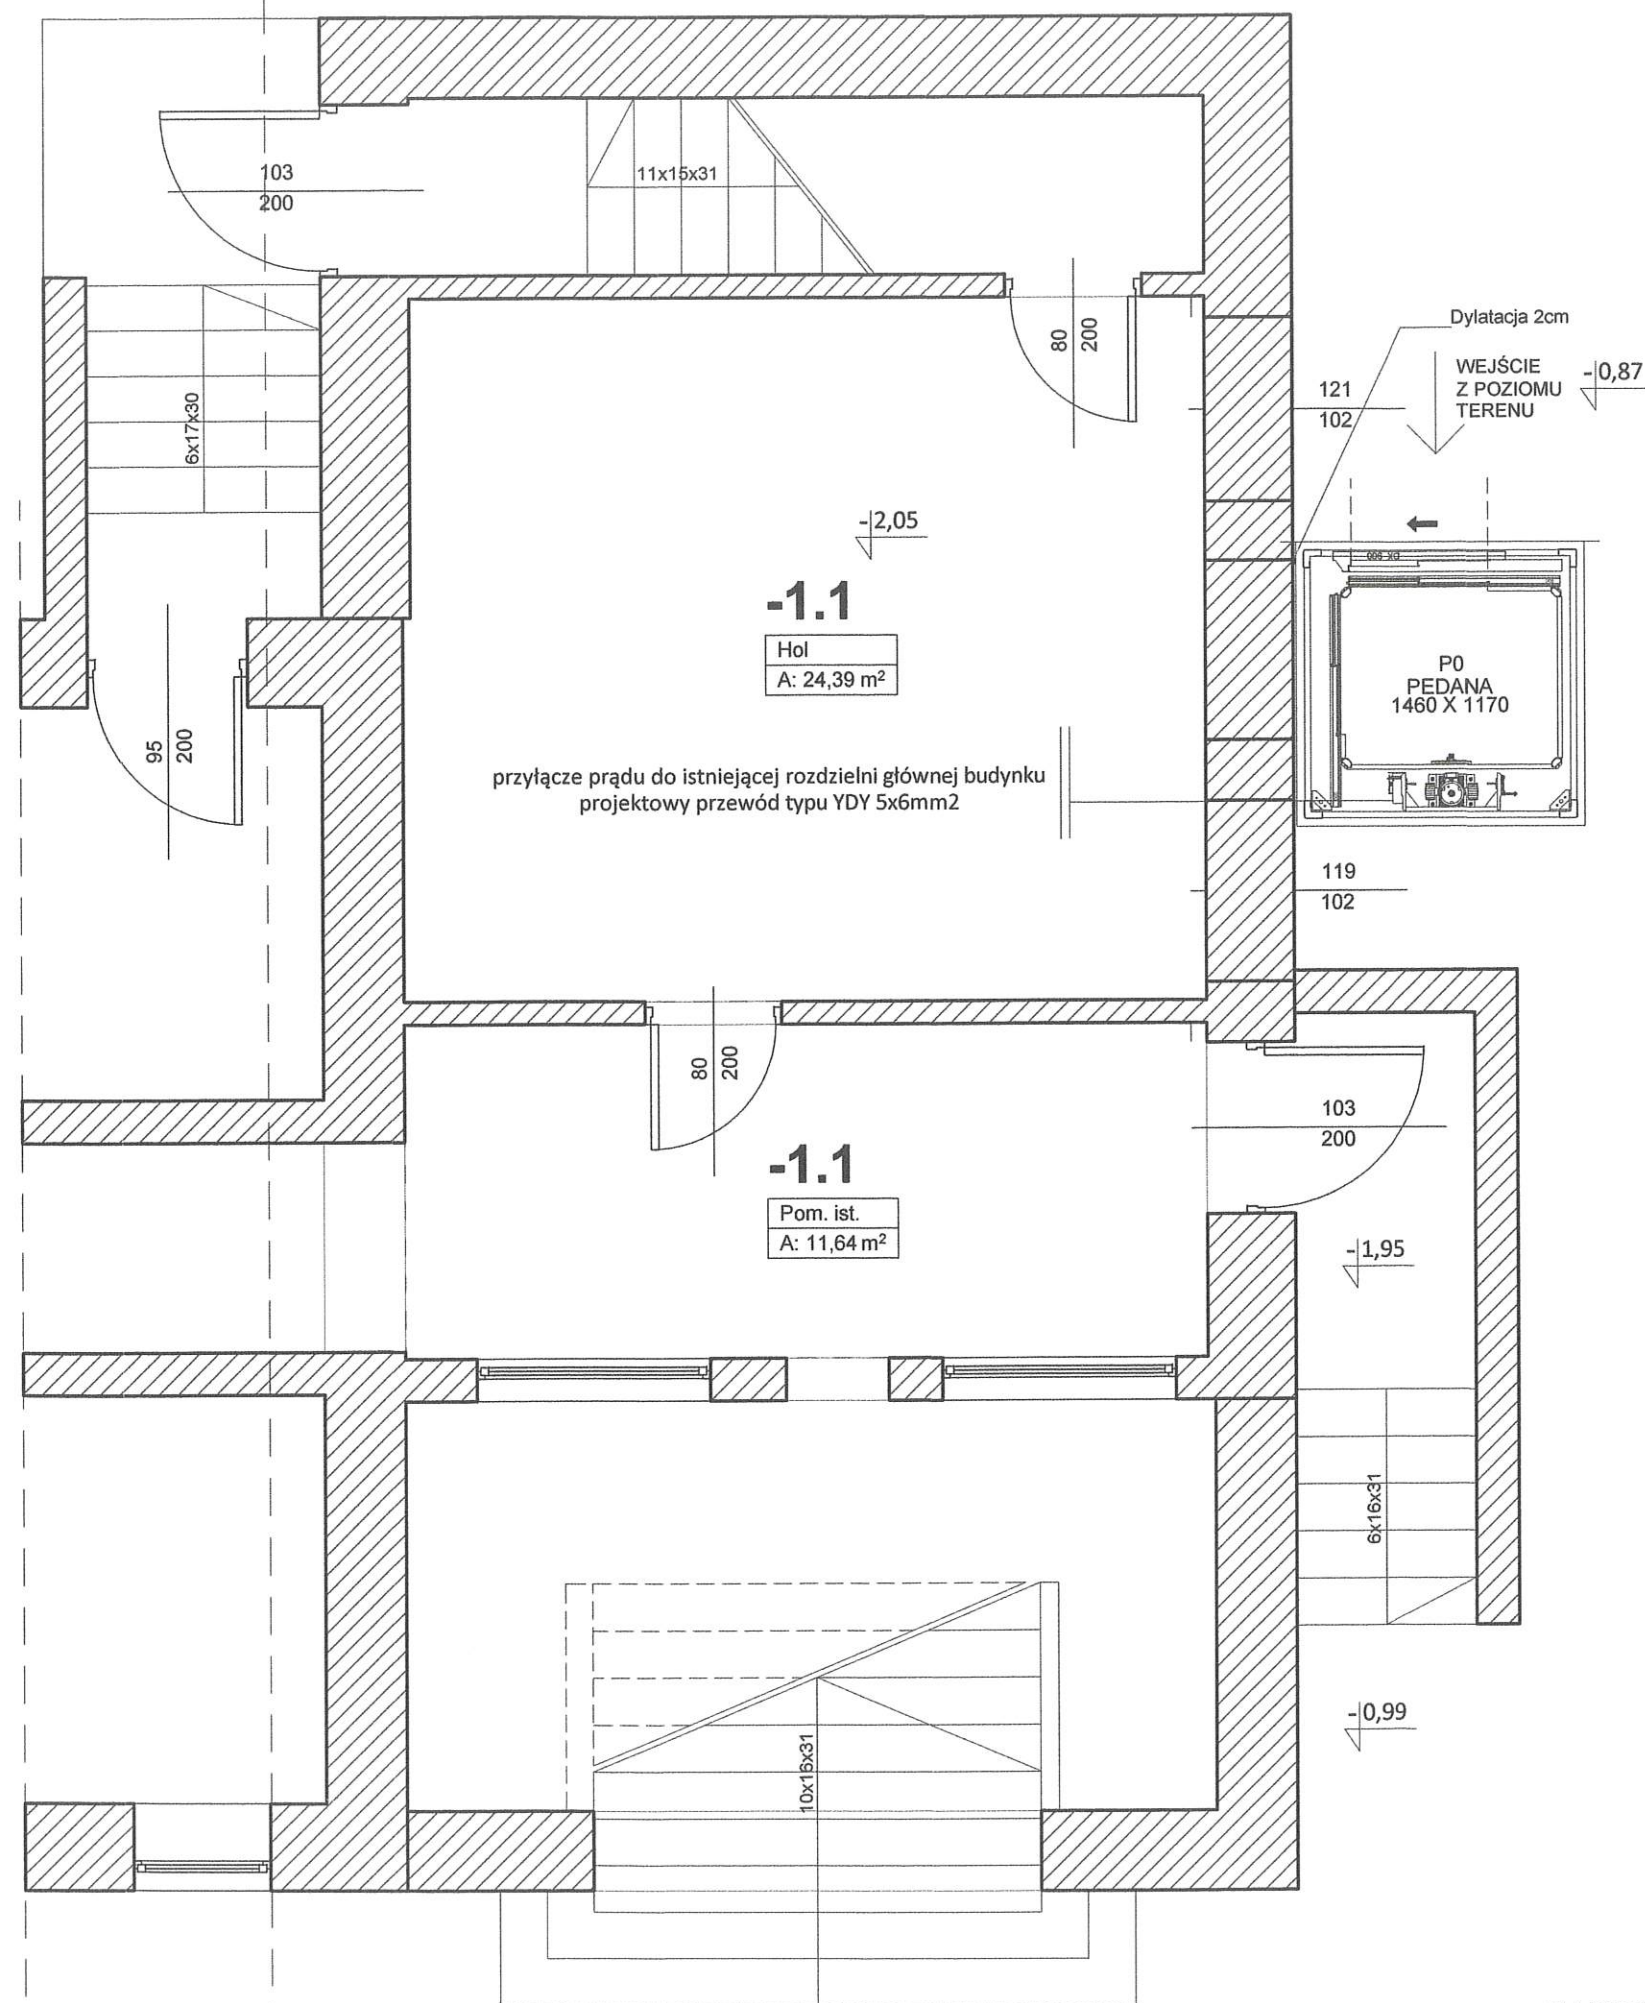 103
200
11x15x31
80
200
Dylatacja 2cm
WEJŚCIE
Z POZIOMU
TERENU
-0,87
121
102
6x17x30
-2,05
-1.1
Hol
A: 24,39 m²
DX 900
P0
PEDANA
1460 X 1170
95
200
przyłącze prądu do istniejącej rozdzielni głównej budynku
projektowy przewód typu YDY 5x6mm2
119
102
80
200
103
200
-1.1
Pom. ist.
A: 11,64 m²
-1,95
6x16x31
-0,99
10x16x31